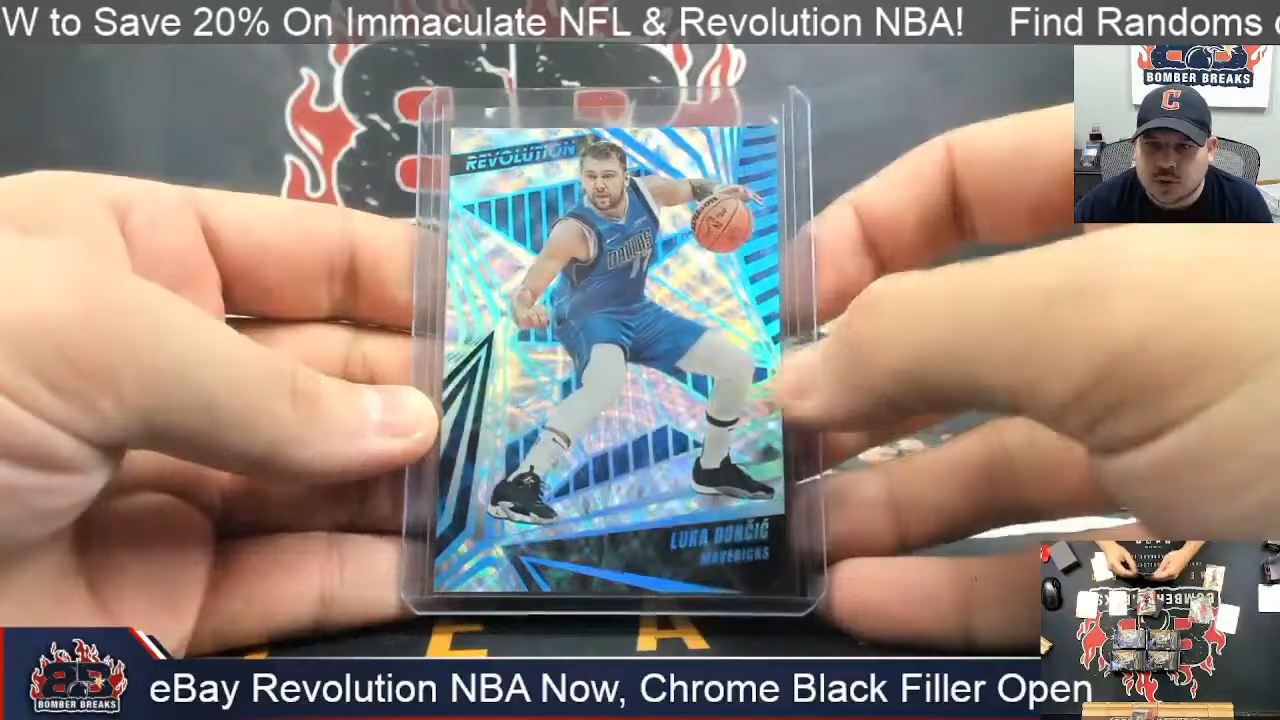 W to Save 20% On Immaculate NFL & Revolution NBA! Find Randoms
BOMBER BREAKS
C
REVOLUTION
DALLAS
77
LUKA DONČIĆ
MAVERICKS
E A
BOMBER BREAKS
eBay Revolution NBA Now, Chrome Black Filler Open